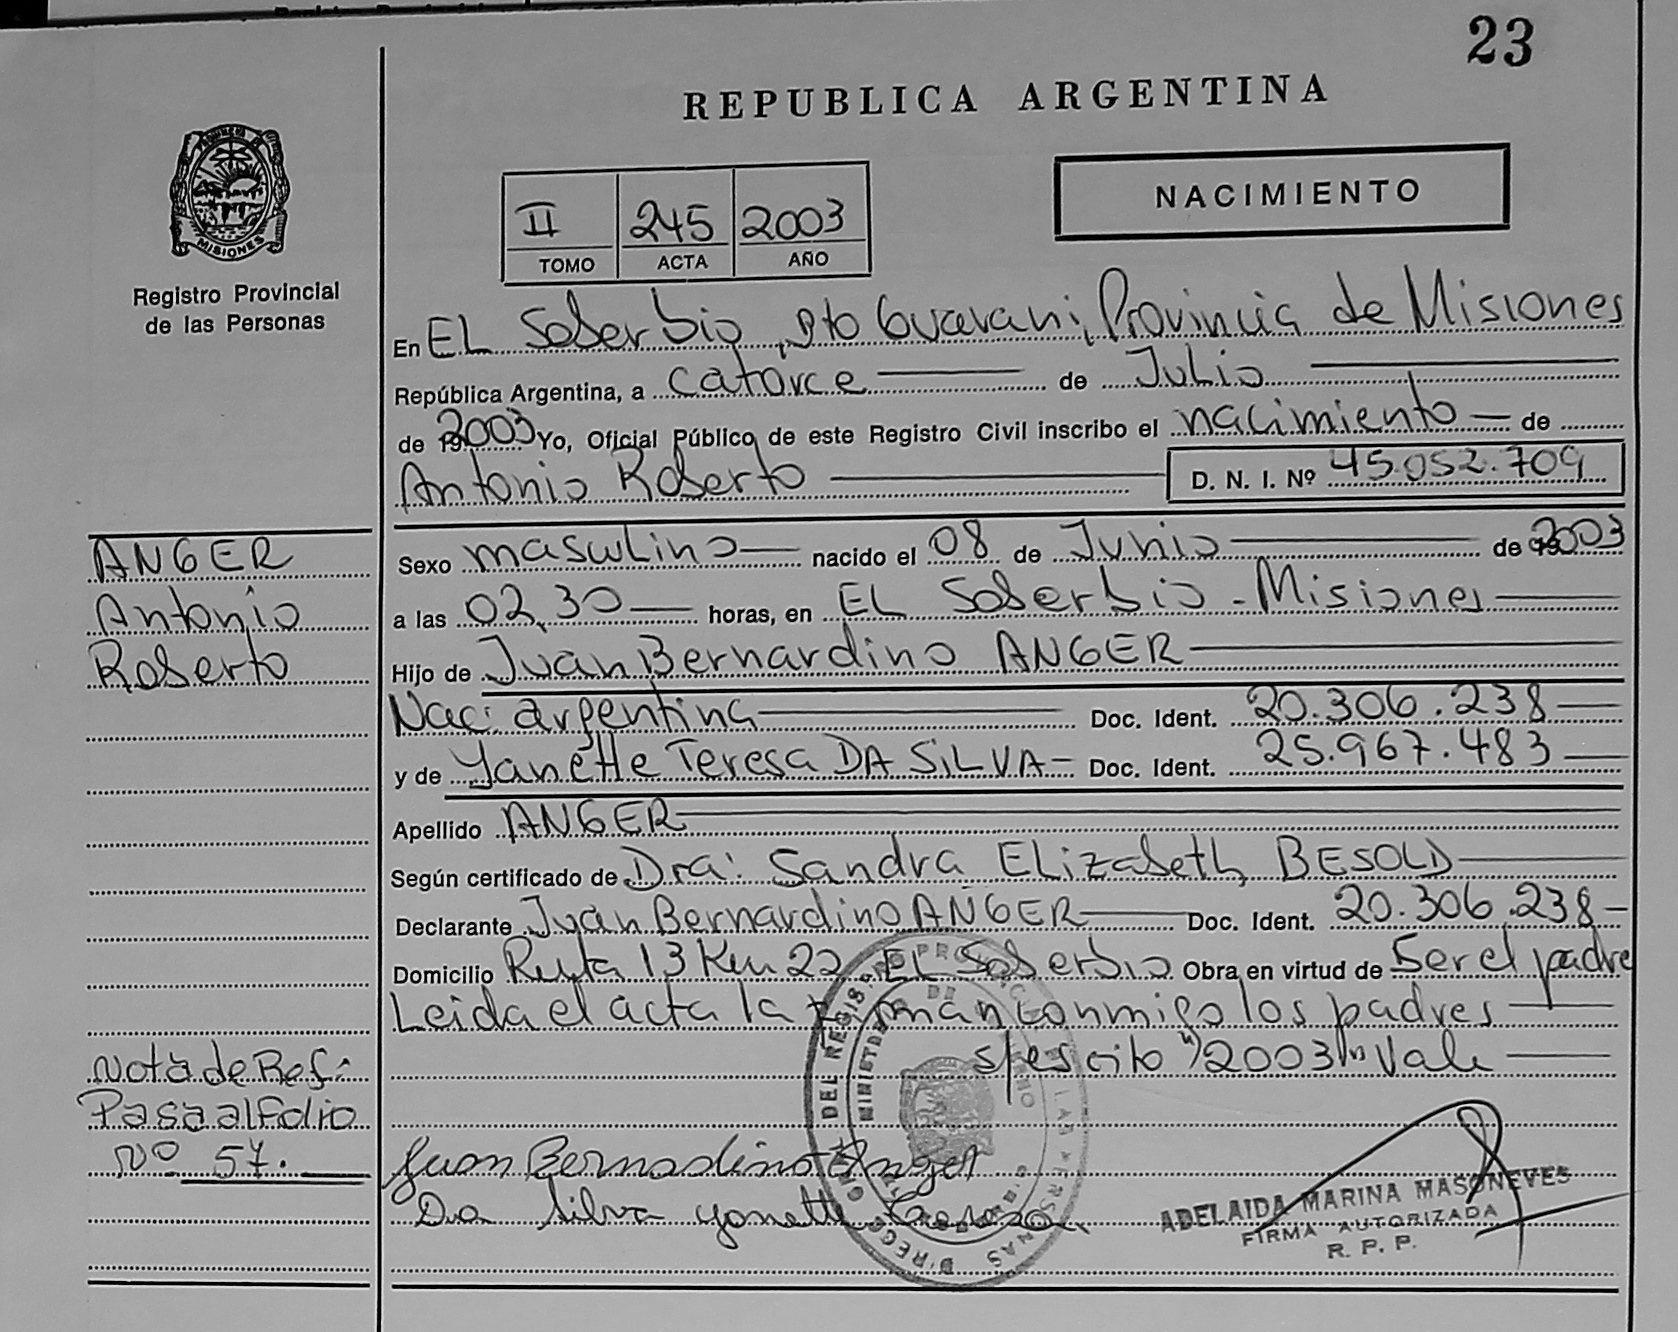 23
REPUBLICA ARGENTINA
PROVINCIA DE
MISIONES
Registro Provincial
de las Personas
II 245 2003
TOMO ACTA AÑO
NACIMIENTO
En EL Soberbio, Dto Guarani, Provincia de Misiones
República Argentina, a catorce de Julio
de 2003 Yo, Oficial Público de este Registro Civil inscribo el nacimiento de
Antonio Roberto D. N. I. Nº 45.052.709
ANGER
Antonio
Roberto
Sexo masculino nacido el 08 de Junio de 2003
a las 02,30 horas, en EL Soberbio - Misiones
Hijo de Juan Bernardino ANGER
Nac: argentina Doc. Ident. 20.306.238
y de Yanette Teresa DA SILVA Doc. Ident. 25.967.483
Apellido ANGER
Según certificado de Dra: Sandra Elizabeth BESOLD
Declarante Juan Bernardino ANGER Doc. Ident. 20.306.238
Domicilio Ruta 13 Km 22 EL Soberbio Obra en virtud de Ser el padre
Leida el acta la firman conmigo los padres
s/escrito "2003" Vale
Nota de Ref:
Pasa al Folio
Nº 57.
Juan Bernadino Anger
Da Silva Yanette Teresa
ADELAIDA MARINA MASONEVES
FIRMA AUTORIZADA
R. P. P.